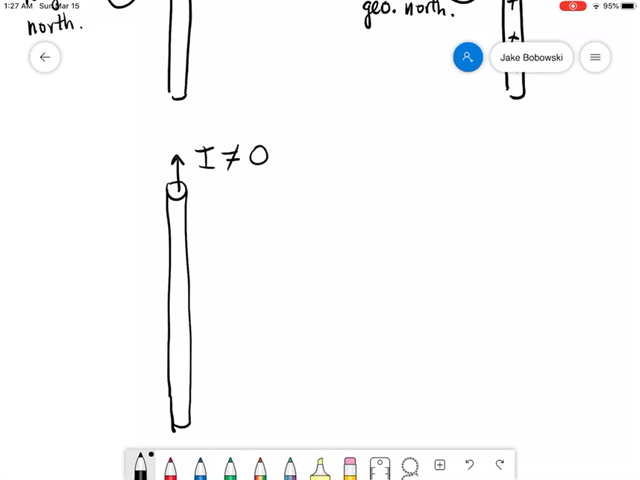 1:27 AM Sun Mar 15
95%
north.
geo. north.
+
+
Jake Bobowski
I ≠ 0